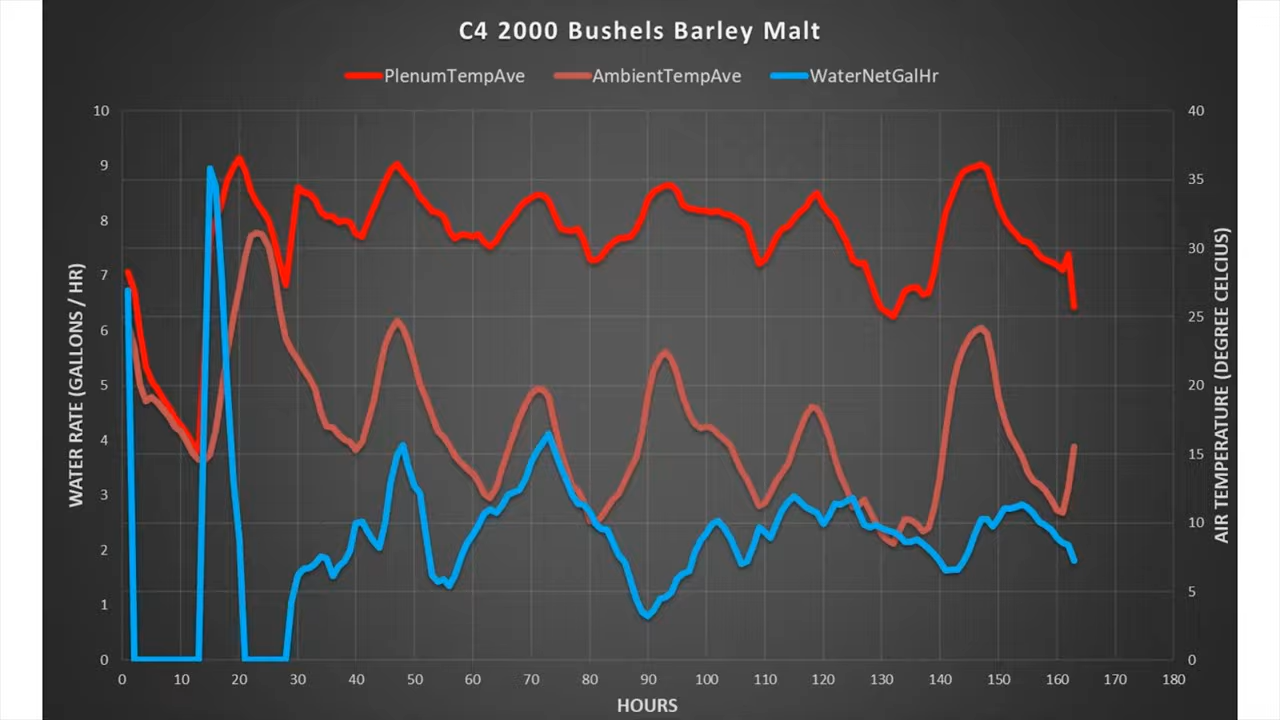 C4 2000 Bushels Barley Malt
PlenumTempAve AmbientTempAve WaterNetGalHr
10 40
9 35
8 30
7 25
6 20
5 15
4 10
3 5
2 0
1
0
WATER RATE (GALLONS / HR)
AIR TEMPERATURE (DEGREE CELCIUS)
0 10 20 30 40 50 60 70 80 90 100 110 120 130 140 150 160 170 180
HOURS